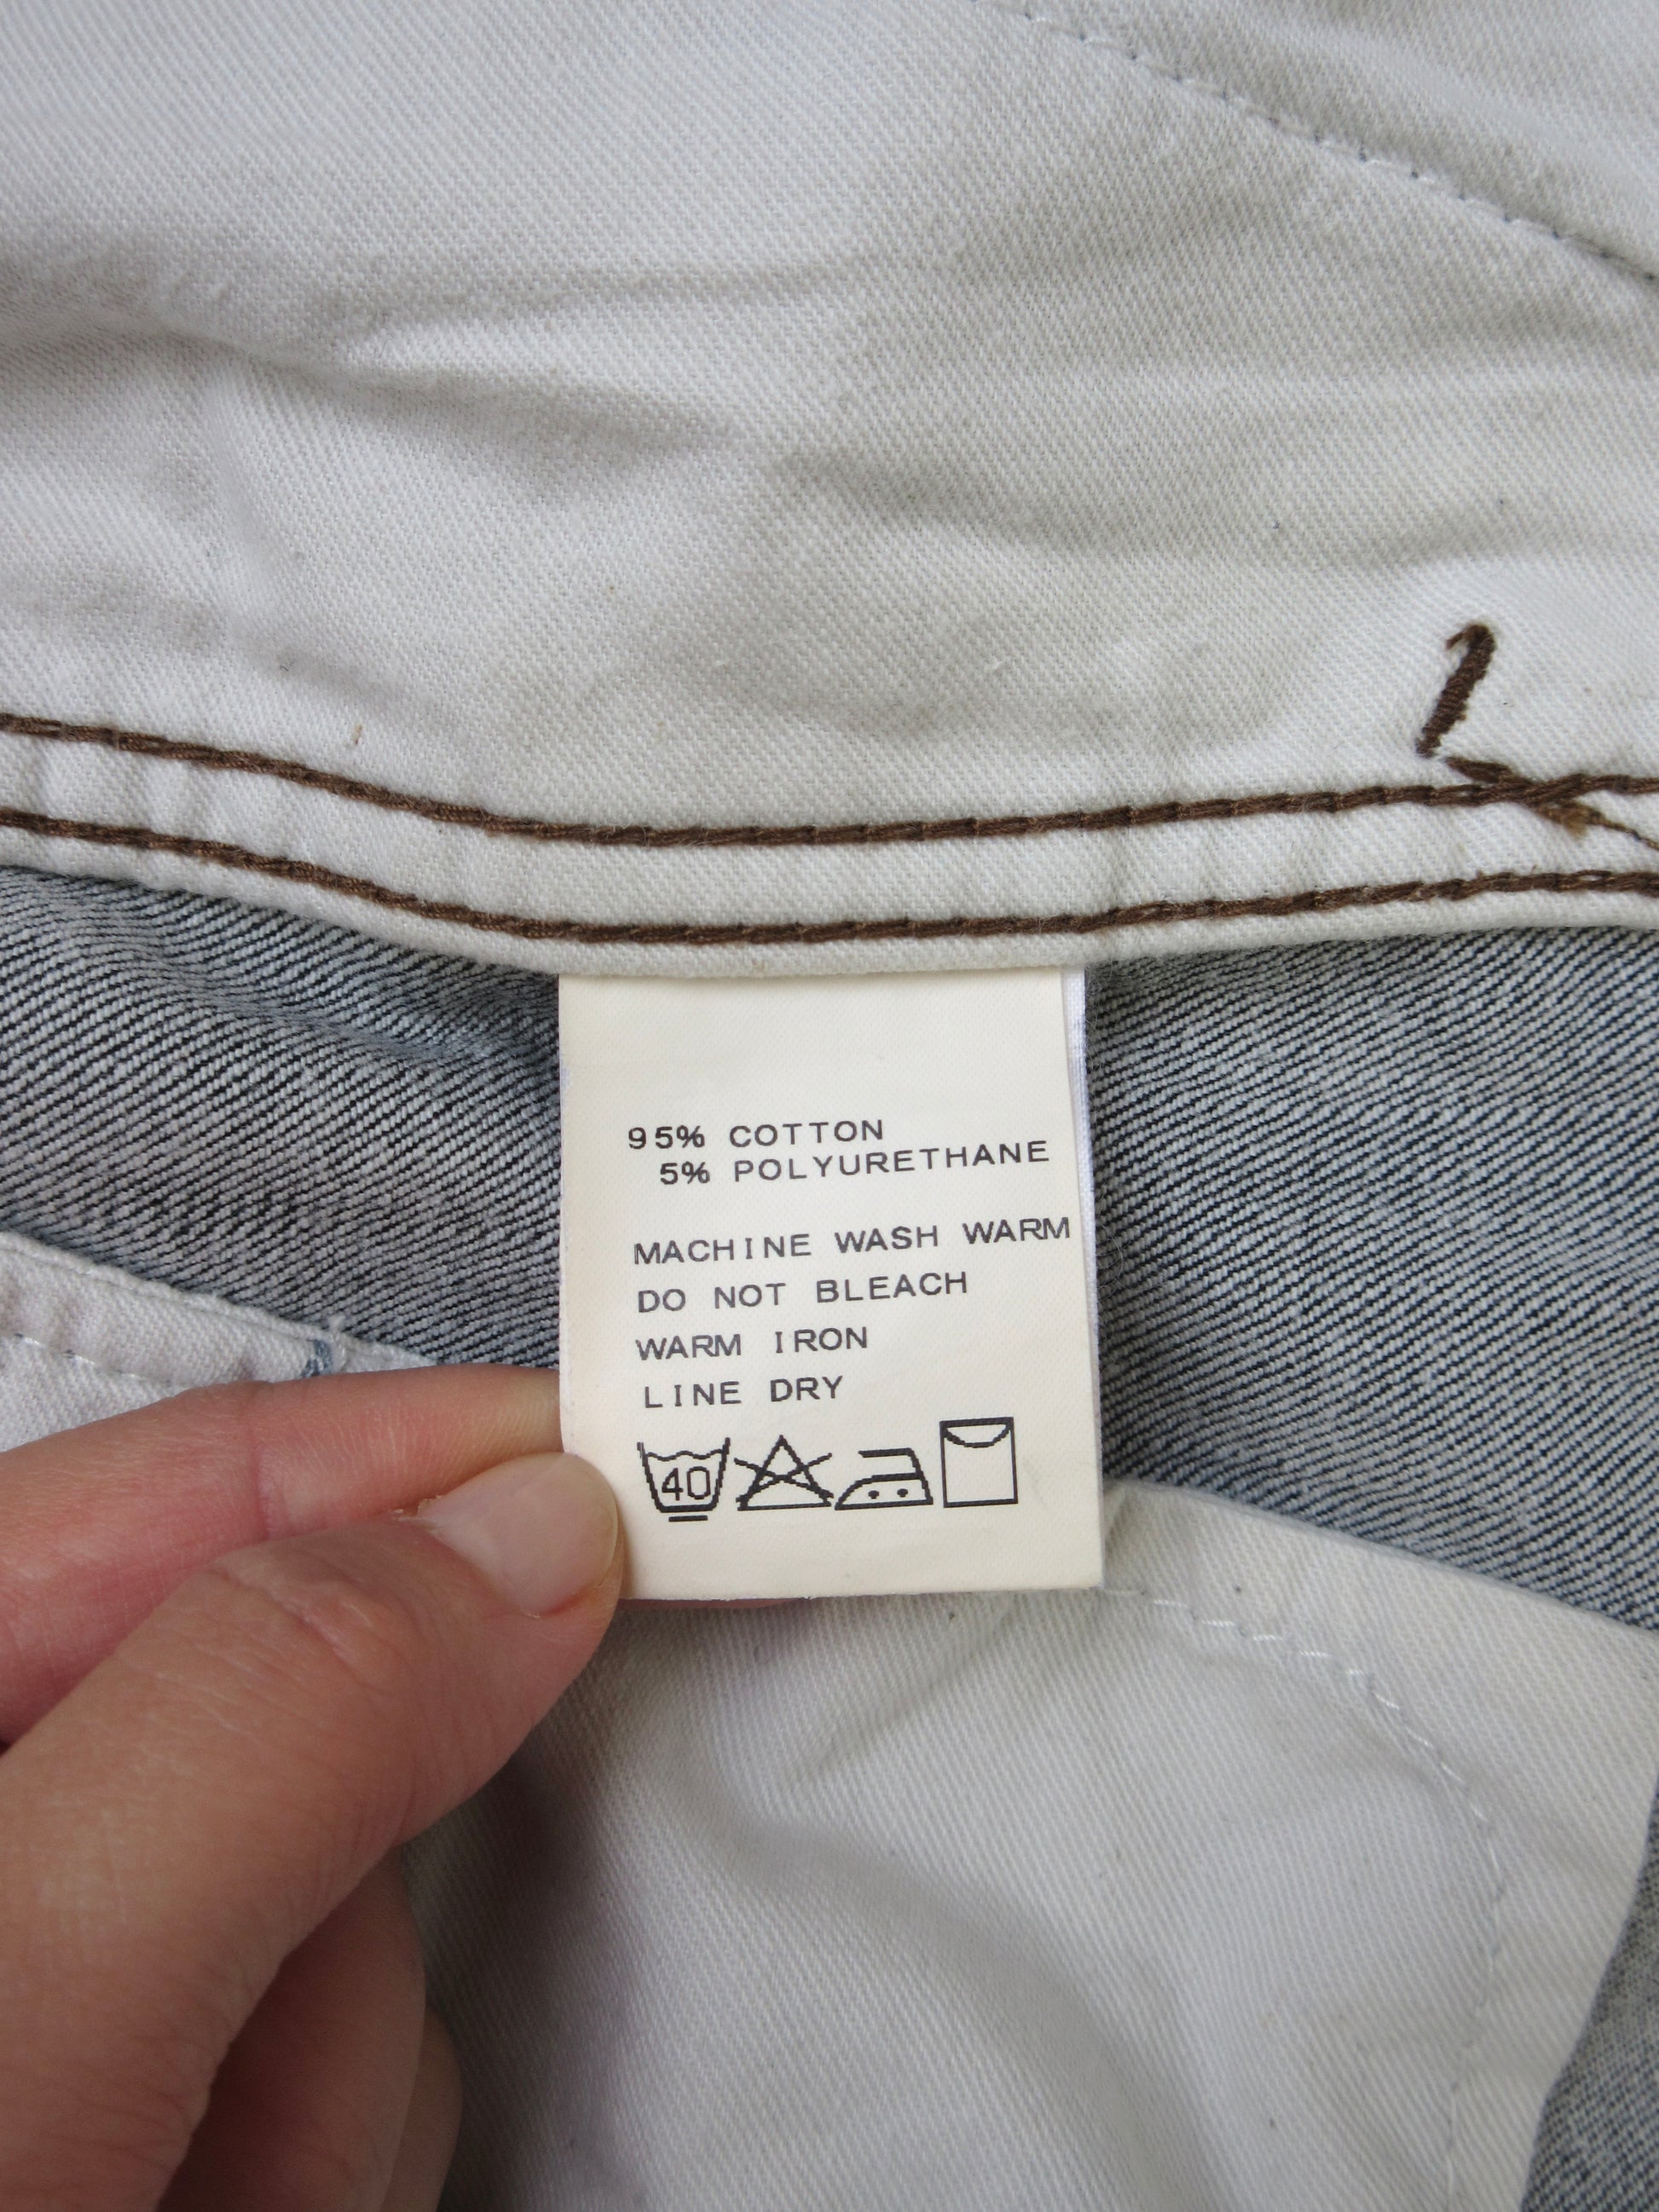 95% COTTON
5% POLYURETHANE
MACHINE WASH WARM
DO NOT BLEACH
WARM IRON
LINE DRY
40